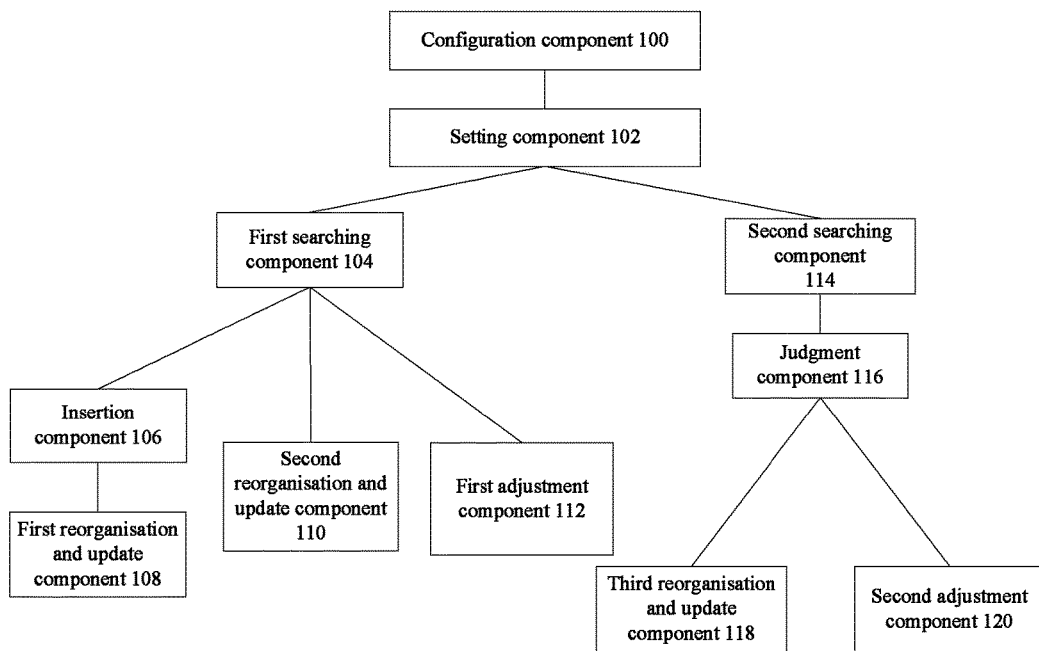 Configuration component 100
Setting component 102
First searching
component 104
Second searching
component
114
Judgment
component 116
Insertion
component 106
Second
reorganisation and
update component
110
First adjustment
component 112
First reorganisation
and update
component 108
Third reorganisation
and update
component 118
Second adjustment
component 120